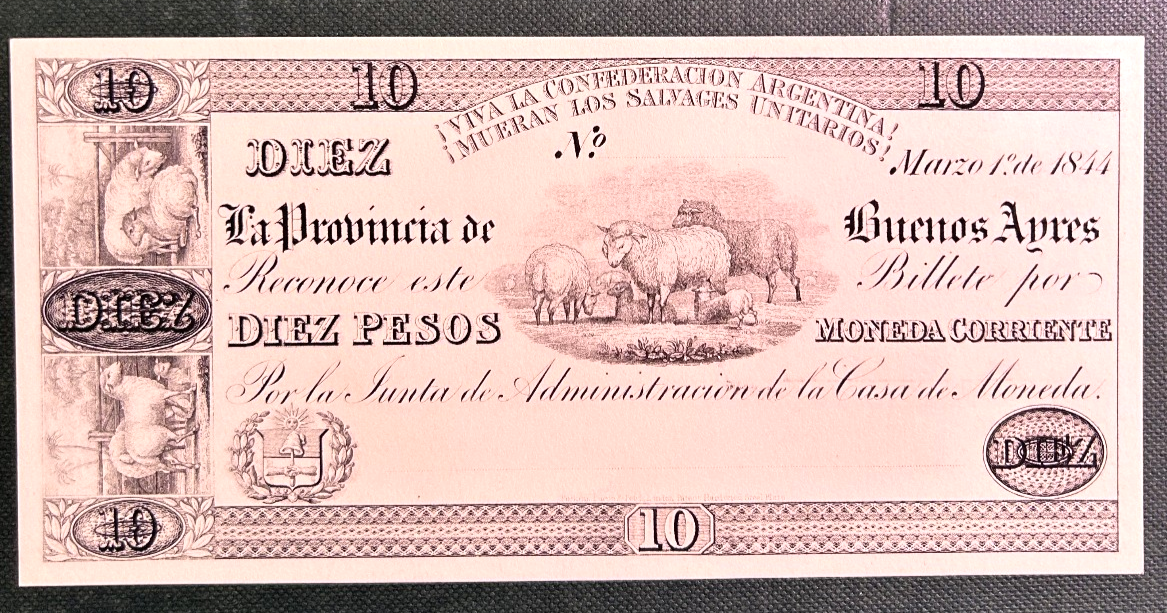 10 10 10
¡VIVA LA CONFEDERACION ARGENTINA!
¡MUERAN LOS SALVAGES UNITARIOS!
DIEZ Nº. Marzo 1º. de 1844
La Provincia de Buenos Ayres
Reconoce este Billete por
DIEZ DIEZ PESOS MONEDA CORRIENTE
Por la Junta de Administracion de la Casa de Moneda.
DIEZ
10 10